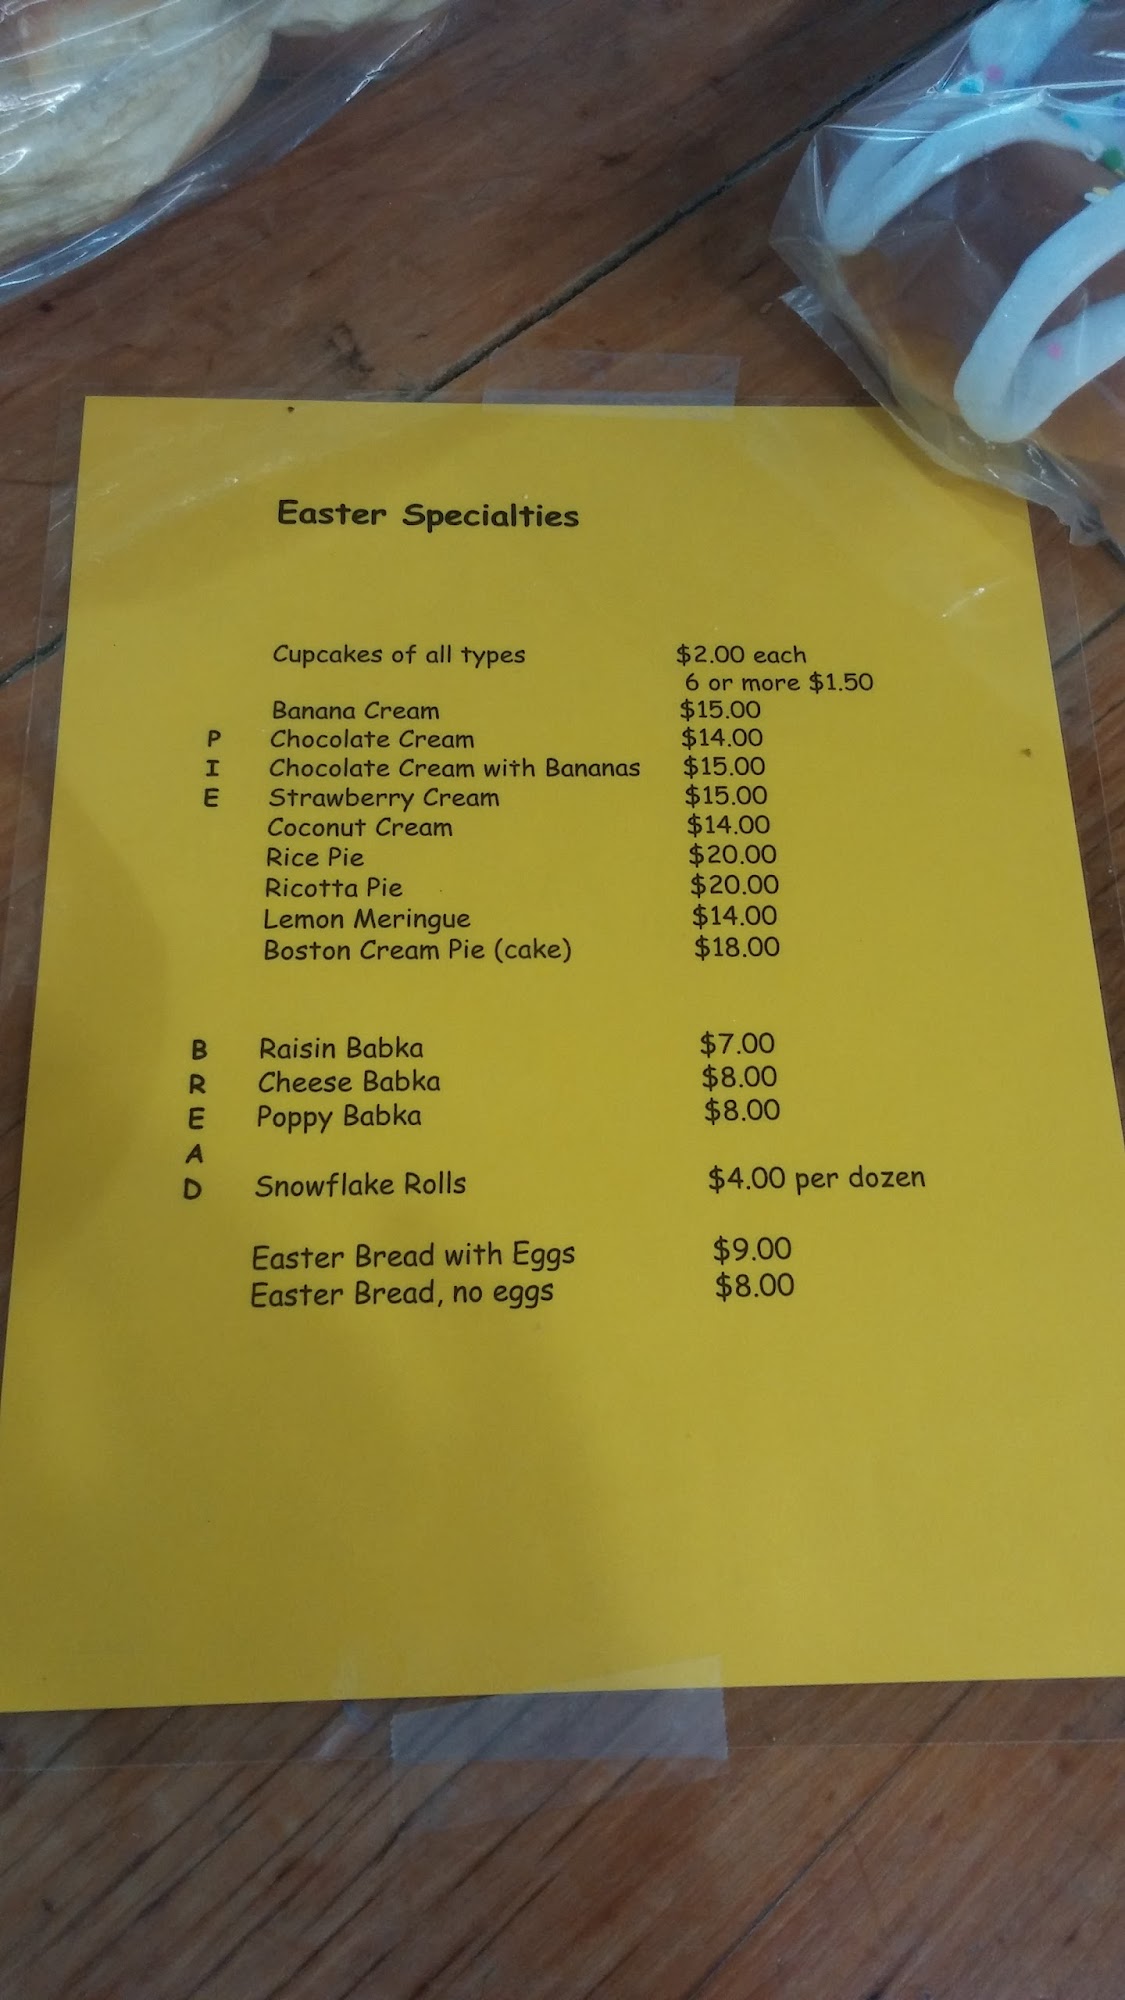 Easter Specialties
Cupcakes of all types $2.00 each
6 or more $1.50
Banana Cream $15.00
P Chocolate Cream $14.00
I Chocolate Cream with Bananas $15.00
E Strawberry Cream $15.00
Coconut Cream $14.00
Rice Pie $20.00
Ricotta Pie $20.00
Lemon Meringue $14.00
Boston Cream Pie (cake) $18.00
B Raisin Babka $7.00
R Cheese Babka $8.00
E Poppy Babka $8.00
A
D Snowflake Rolls $4.00 per dozen
Easter Bread with Eggs $9.00
Easter Bread, no eggs $8.00